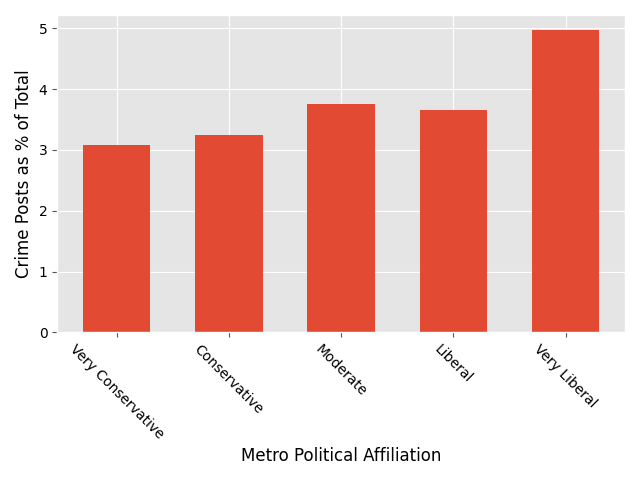 Crime Posts as % of Total
5
4
3
2
1
0
Very Conservative
Conservative
Moderate
Liberal
Very Liberal
Metro Political Affiliation